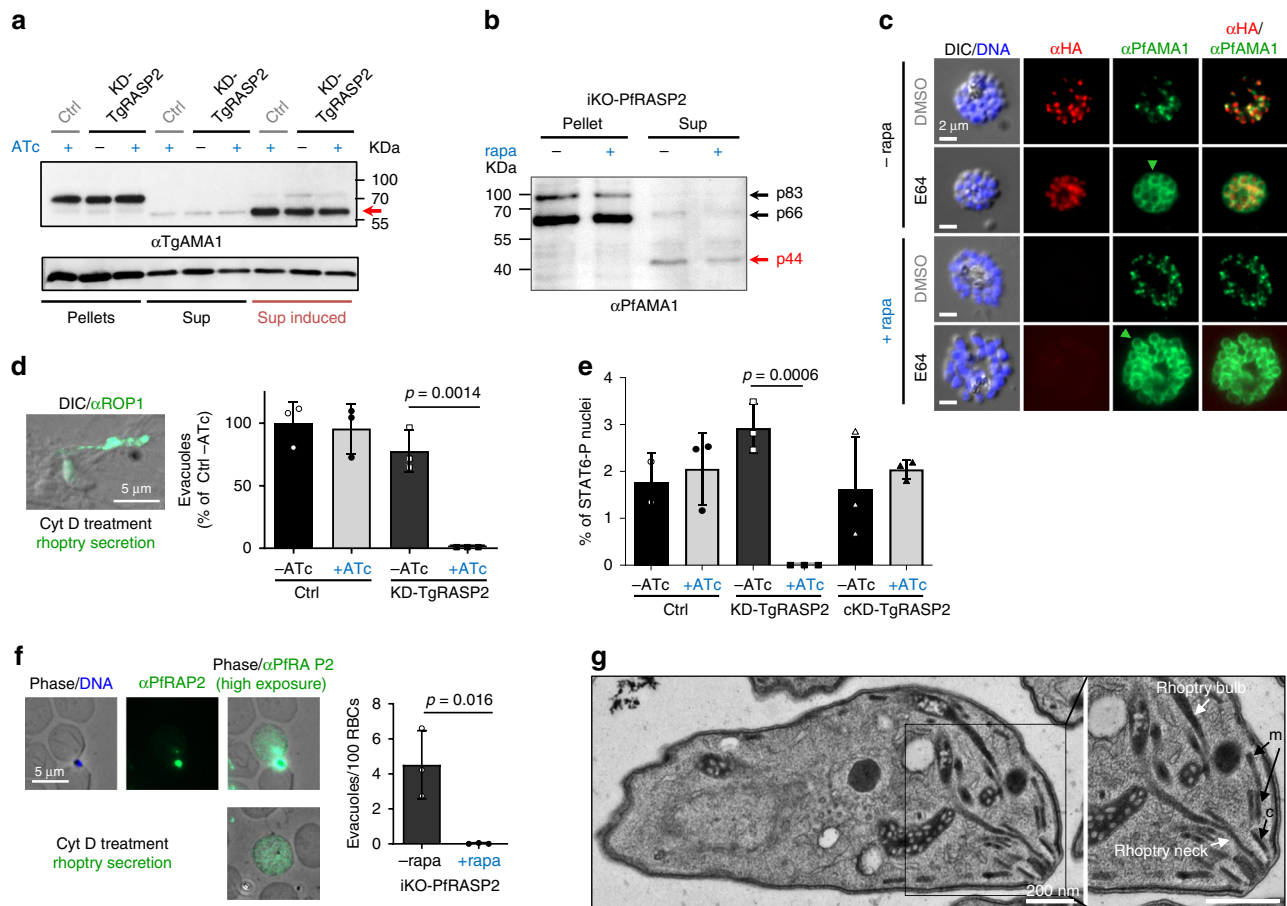 a
Ctrl
KD-
TgRASP2
Ctrl
KD-
TgRASP2
Ctrl
KD-
TgRASP2
ATc
+ – + + – + + – +
KDa
100
70
55
αTgAMA1
Pellets Sup Sup induced
b
iKO-PfRASP2
Pellet Sup
rapa – + – +
KDa
100
70
55
40
p83
p66
p44
αPfAMA1
c
DIC/DNA αHA αPfAMA1 αHA/
αPfAMA1
– rapa
DMSO
2 μm
E64
+ rapa
DMSO
E64
d
DIC/αROP1
5 μm
Cyt D treatment
rhoptry secretion
Evacuoles
(% of Ctrl –ATc)
100
50
0
p = 0.0014
–ATc +ATc –ATc +ATc
Ctrl KD-TgRASP2
e
% of STAT6-P nuclei
4
3
2
1
0
p = 0.0006
–ATc +ATc –ATc +ATc –ATc +ATc
Ctrl KD-TgRASP2 cKD-TgRASP2
f
Phase/DNA αPfRAP2 Phase/αPfRA P2
(high exposure)
5 μm
Cyt D treatment
rhoptry secretion
Evacuoles/100 RBCs
8
6
4
2
0
p = 0.016
–rapa +rapa
iKO-PfRASP2
g
Rhoptry bulb
m
c
Rhoptry neck
200 nm